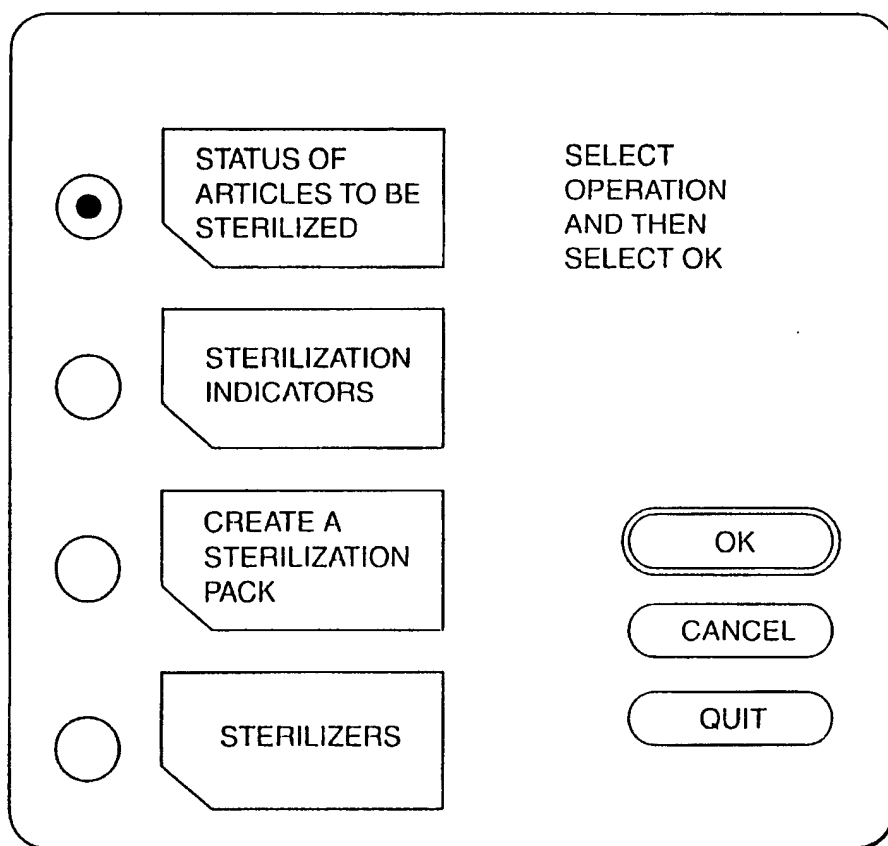 STATUS OF
ARTICLES TO BE
STERILIZED
SELECT
OPERATION
AND THEN
SELECT OK
STERILIZATION
INDICATORS
CREATE A
STERILIZATION
PACK
OK
CANCEL
QUIT
STERILIZERS